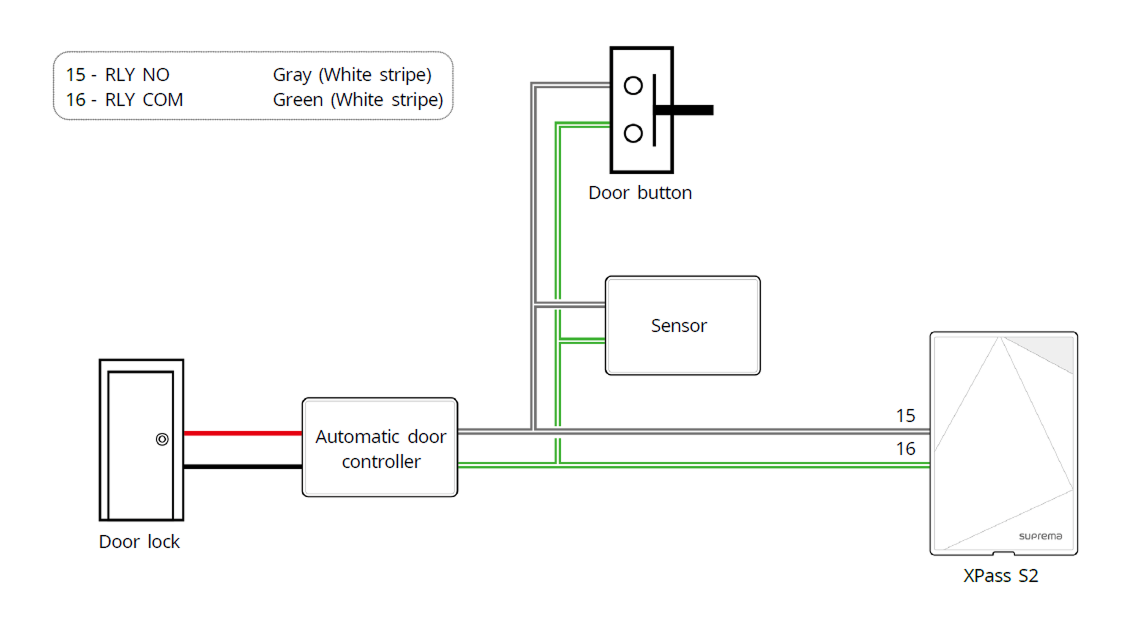 15 - RLY NO Gray (White stripe)
16 - RLY COM Green (White stripe)
Door button
Sensor
15
Automatic door
controller
16
suprema
Door lock
XPass S2